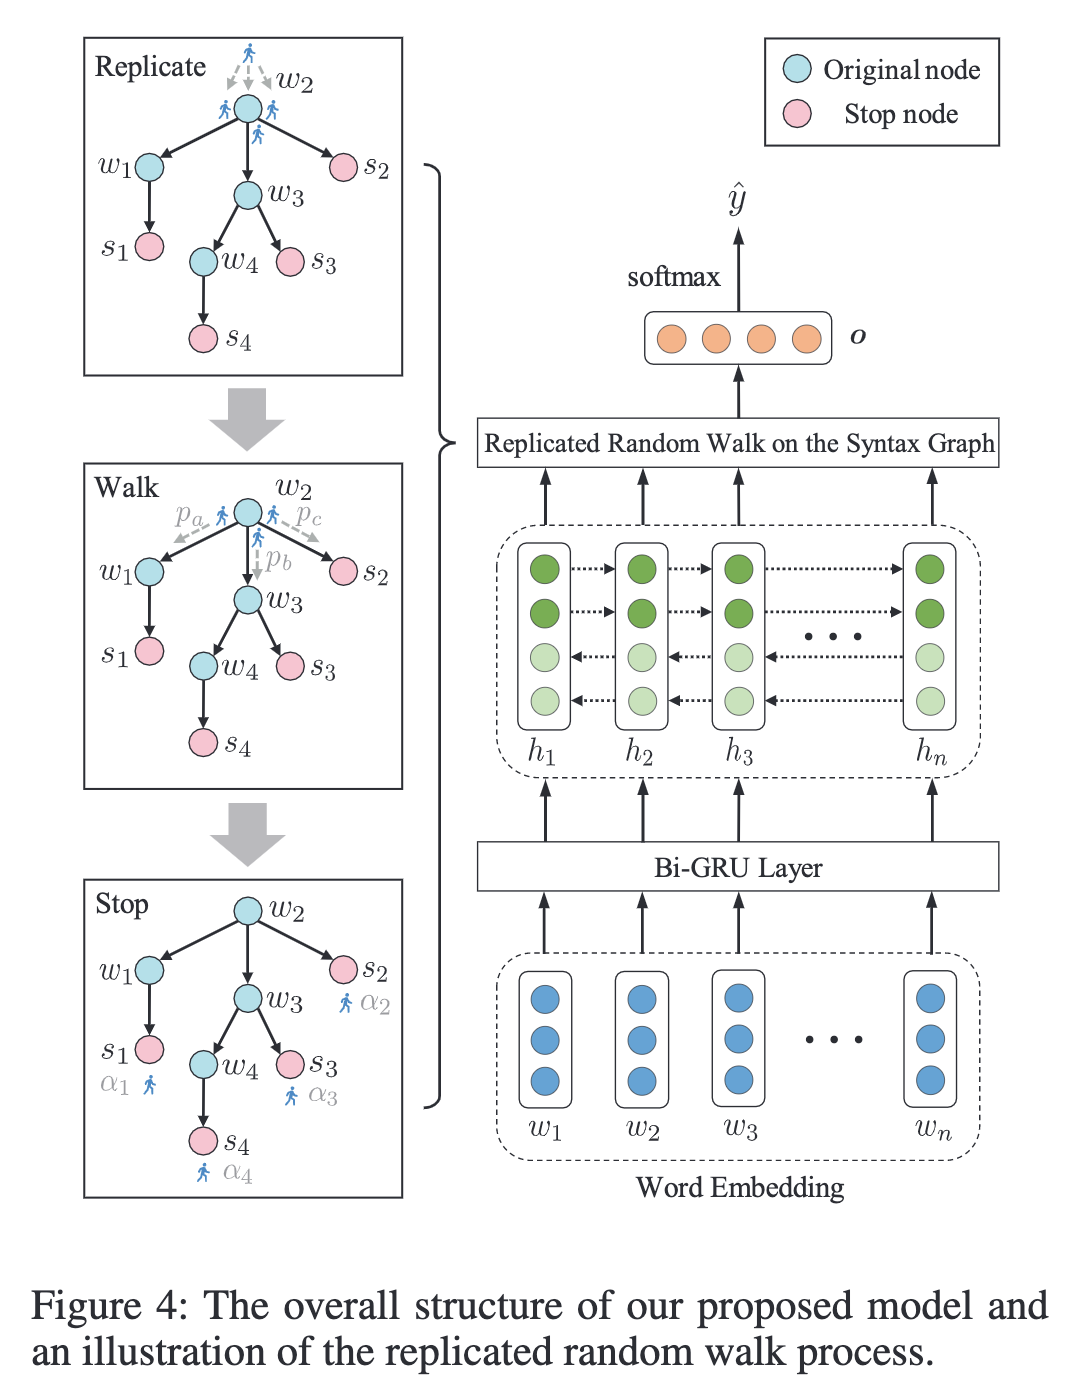 Replicate
w2
w1
s2
w3
s1
w4
s3
s4
Walk
w2
pa
pc
pb
w1
s2
w3
s1
w4
s3
s4
Stop
w2
w1
s2
α2
w3
s1
w4
s3
α1
α3
s4
α4
Original node
Stop node
ŷ
softmax
o
Replicated Random Walk on the Syntax Graph
...
h1 h2 h3 hn
Bi-GRU Layer
...
w1 w2 w3 wn
Word Embedding
Figure 4: The overall structure of our proposed model and
an illustration of the replicated random walk process.